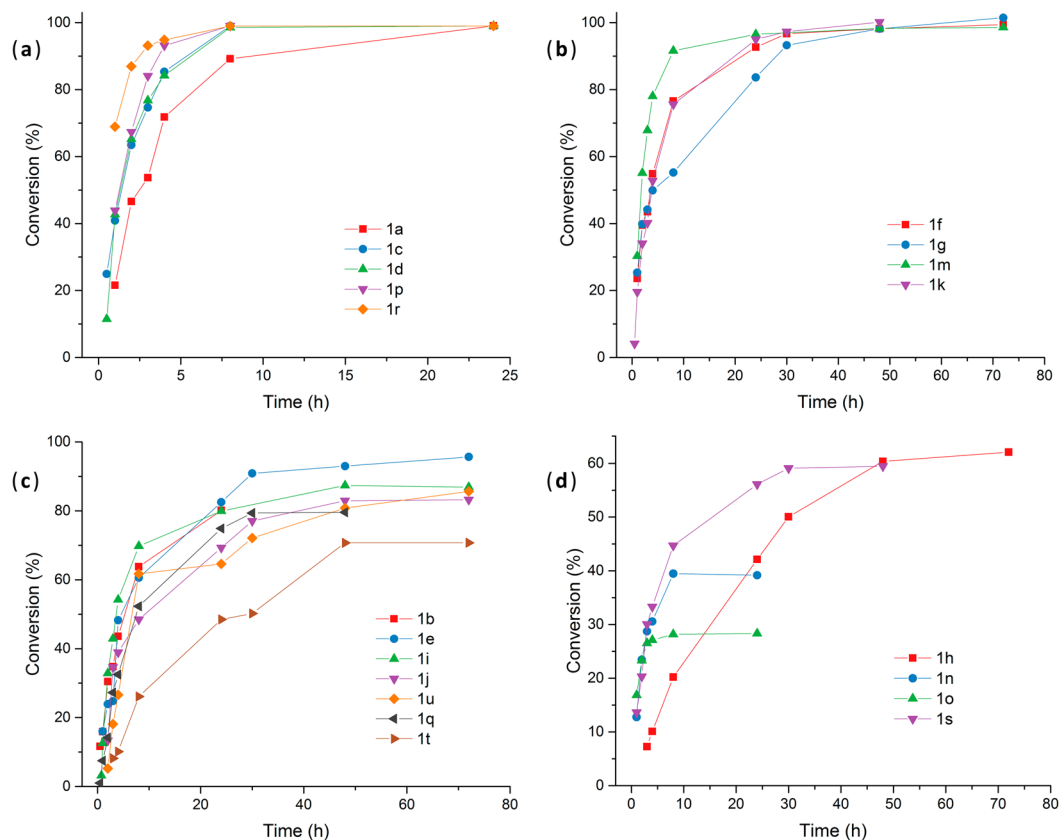 (a)
Conversion (%)
100
80
60
40
20
0
1a
1c
1d
1p
1r
0 5 10 15 20 25
Time (h)
(b)
Conversion (%)
100
80
60
40
20
0
1f
1g
1m
1k
0 10 20 30 40 50 60 70 80
Time (h)
(c)
Conversion (%)
100
80
60
40
20
0
1b
1e
1i
1j
1u
1q
1t
0 20 40 60 80
Time (h)
(d)
Conversion (%)
60
50
40
30
20
10
0
1h
1n
1o
1s
0 10 20 30 40 50 60 70 80
Time (h)